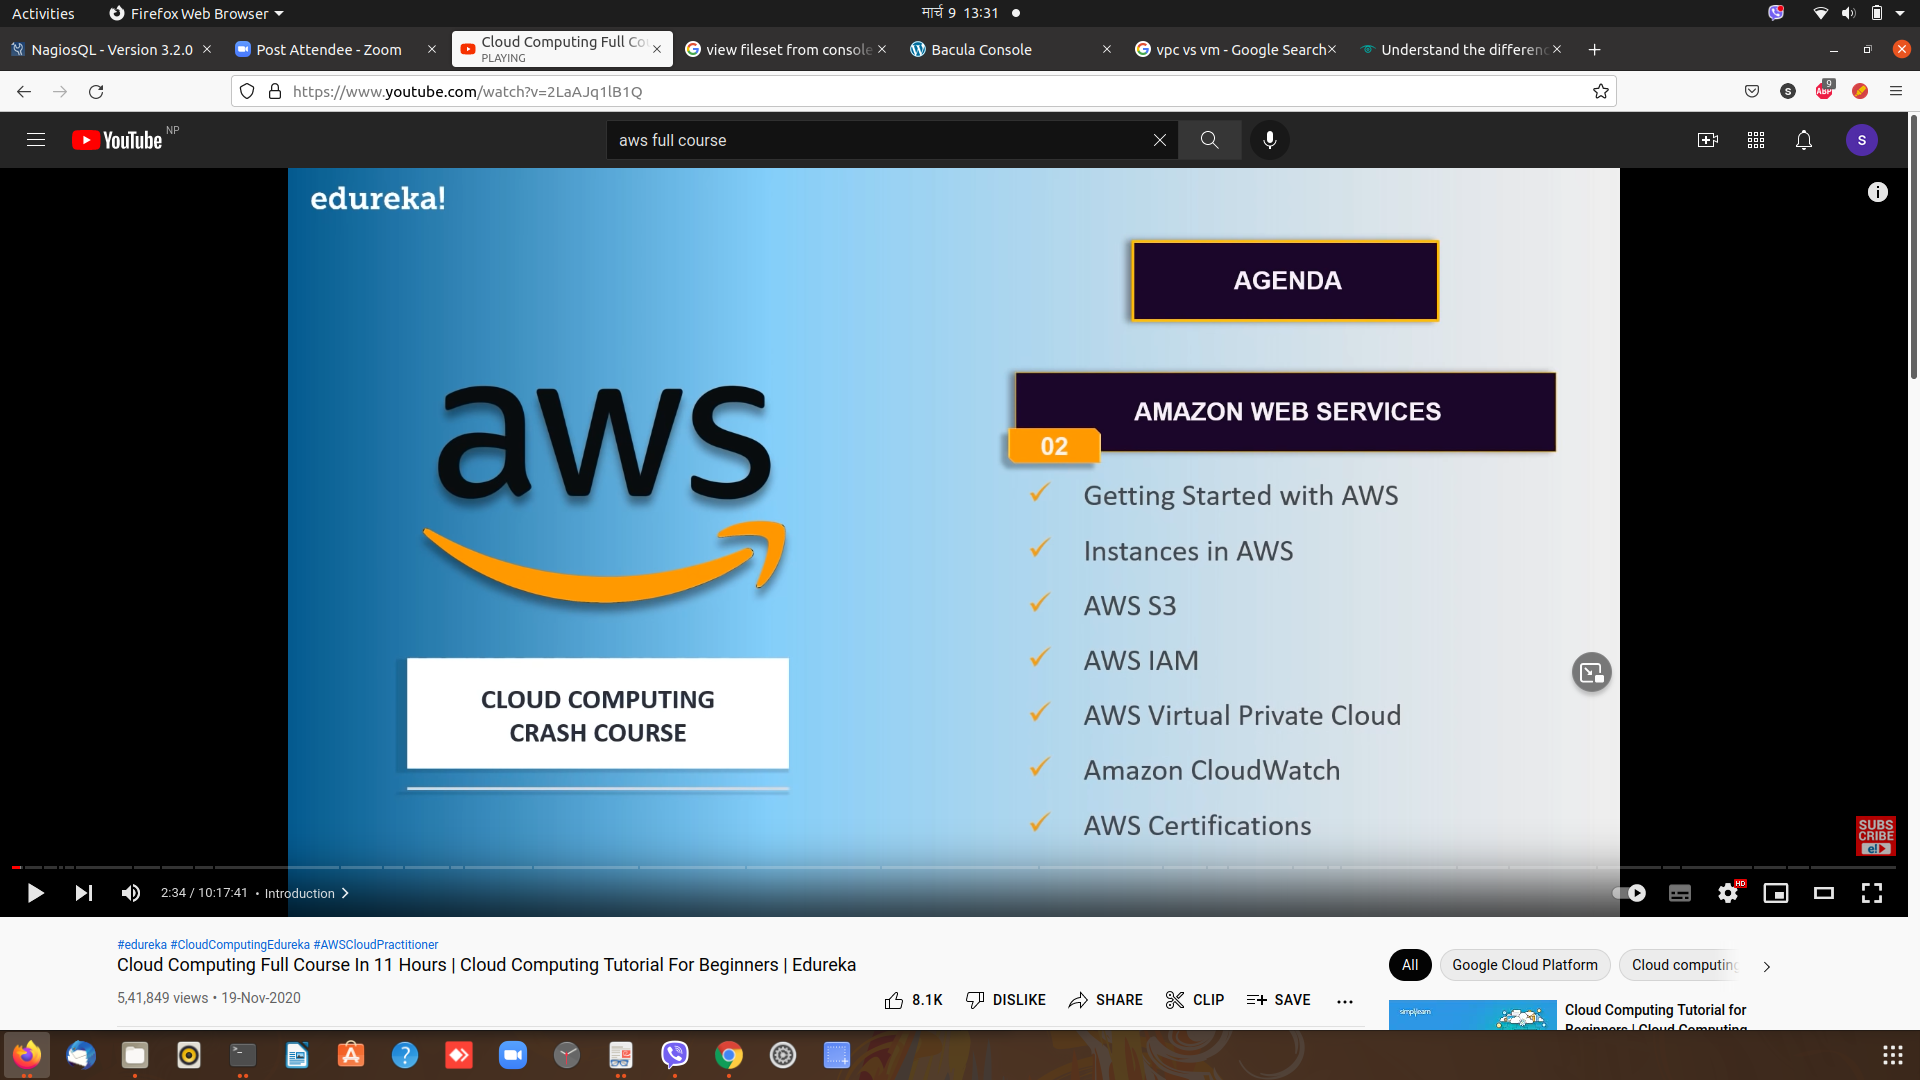 Activities
Firefox Web Browser
मार्च 9 13:31
NagiosQL - Version 3.2.0
Post Attendee - Zoom
Cloud Computing Full Co
PLAYING
view fileset from console
Bacula Console
vpc vs vm - Google Search
Understand the differenc
https://www.youtube.com/watch?v=2LaAJq1lB1Q
S
ABP
9
YouTube NP
aws full course
S
edureka!
AGENDA
aws
AMAZON WEB SERVICES
02
Getting Started with AWS
Instances in AWS
AWS S3
AWS IAM
AWS Virtual Private Cloud
Amazon CloudWatch
AWS Certifications
CLOUD COMPUTING
CRASH COURSE
SUBS
CRIBE
e!
2:34 / 10:17:41 • Introduction
HD
#edureka #CloudComputingEdureka #AWSCloudPractitioner
Cloud Computing Full Course In 11 Hours | Cloud Computing Tutorial For Beginners | Edureka
5,41,849 views • 19-Nov-2020
8.1K
DISLIKE
SHARE
CLIP
SAVE
All
Google Cloud Platform
Cloud computing
simplilearn
Cloud Computing Tutorial for
Beginners | Cloud Computing